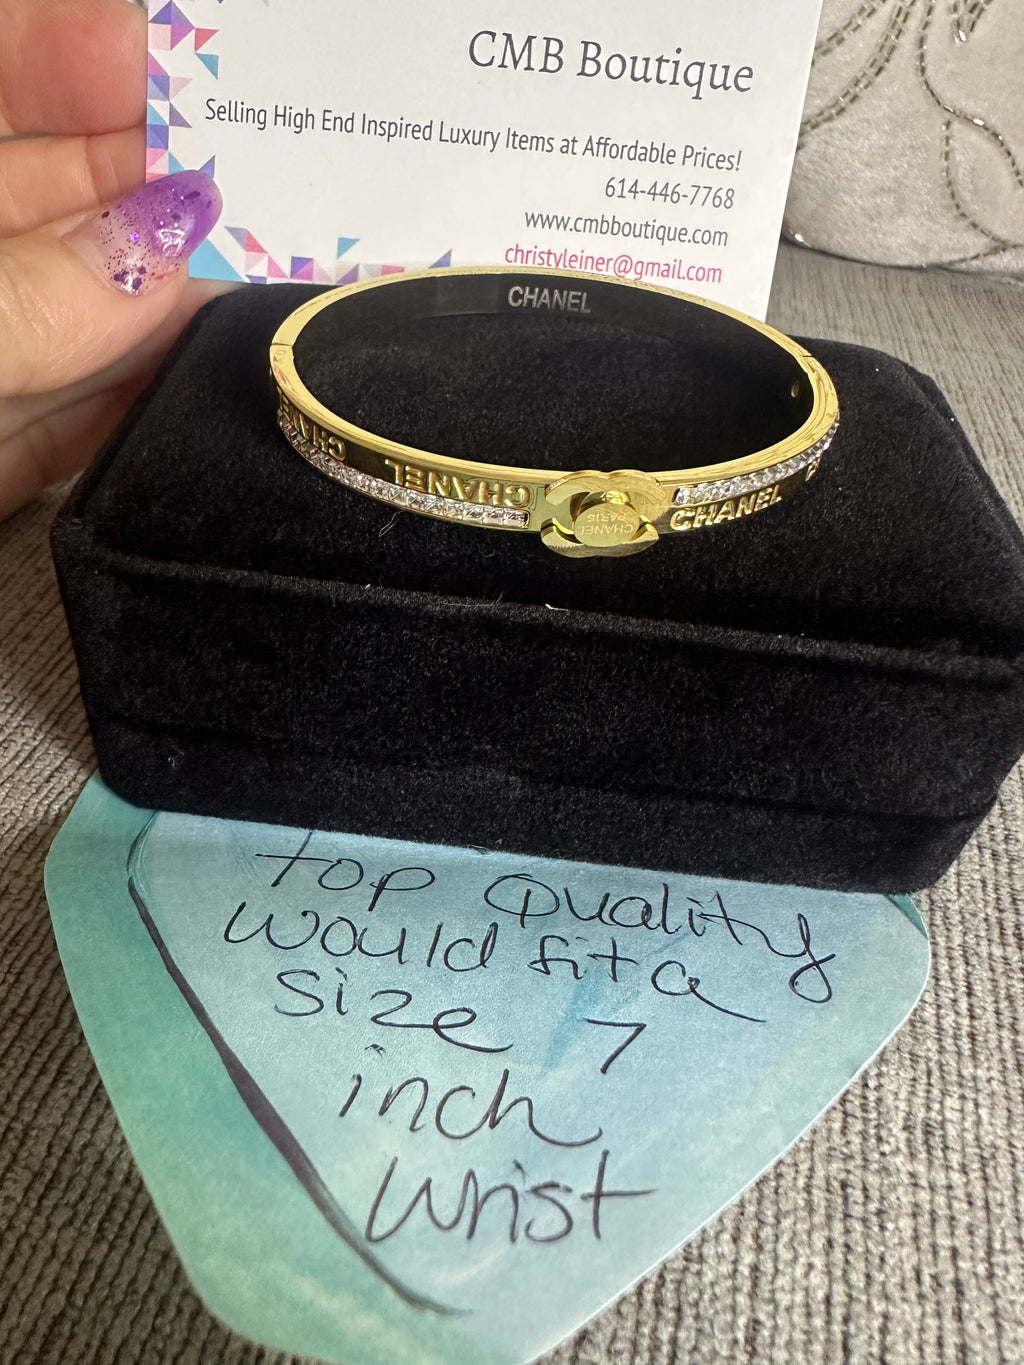 CMB Boutique
Selling High End Inspired Luxury Items at Affordable Prices!
614-446-7768
www.cmbboutique.com
christyleiner@gmail.com
CHANEL
CHANEL
CHANEL
CHANEL
CHANEL
PARIS
top Quality
would fit a
size 7
inch
wrist